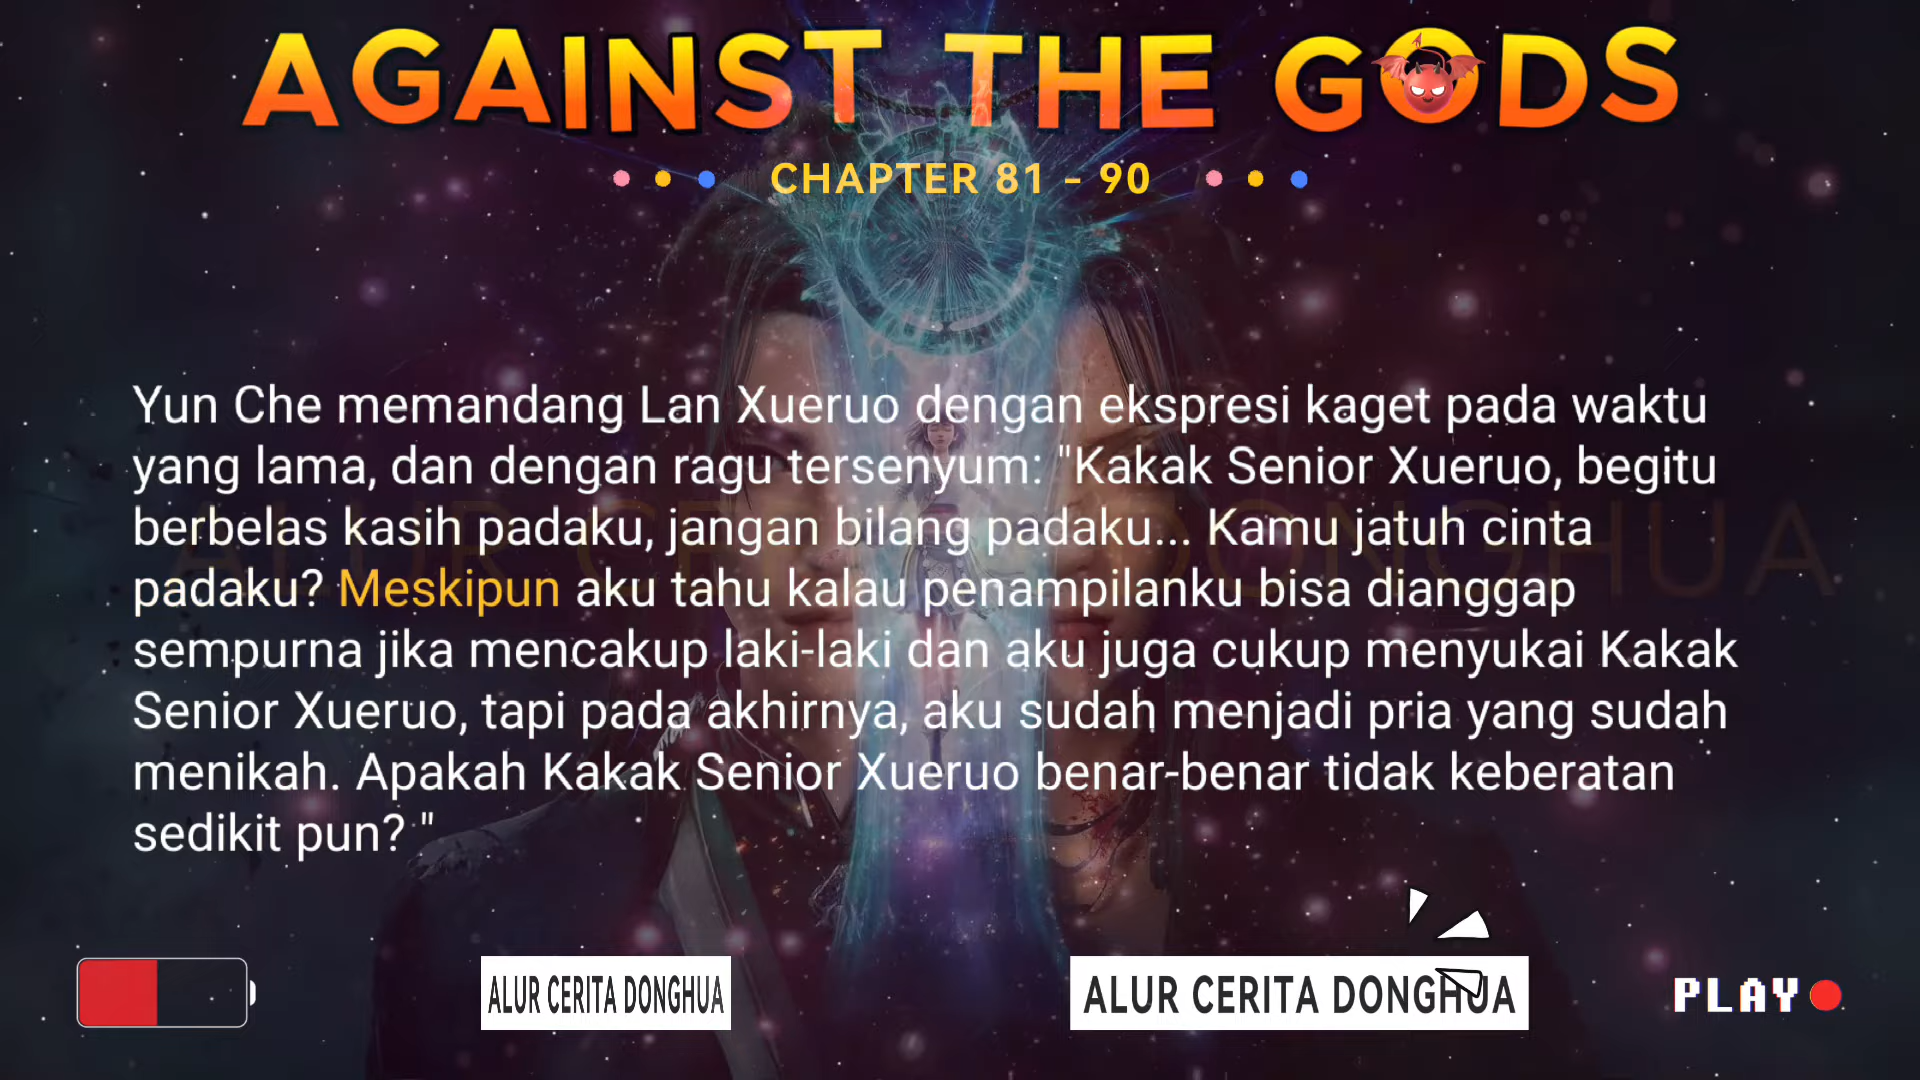 AGAINST THE GODS
CHAPTER 81 - 90
Yun Che memandang Lan Xueruo dengan ekspresi kaget pada waktu
yang lama, dan dengan ragu tersenyum: "Kakak Senior Xueruo, begitu
berbelas kasih padaku, jangan bilang padaku... Kamu jatuh cinta
padaku? Meskipun aku tahu kalau penampilanku bisa dianggap
sempurna jika mencakup laki-laki dan aku juga cukup menyukai Kakak
Senior Xueruo, tapi pada akhirnya, aku sudah menjadi pria yang sudah
menikah. Apakah Kakak Senior Xueruo benar-benar tidak keberatan
sedikit pun? "
ALUR CERITA DONGHUA
ALUR CERITA DONGHUA
ALUR CERITA DONGHUA
PLAY